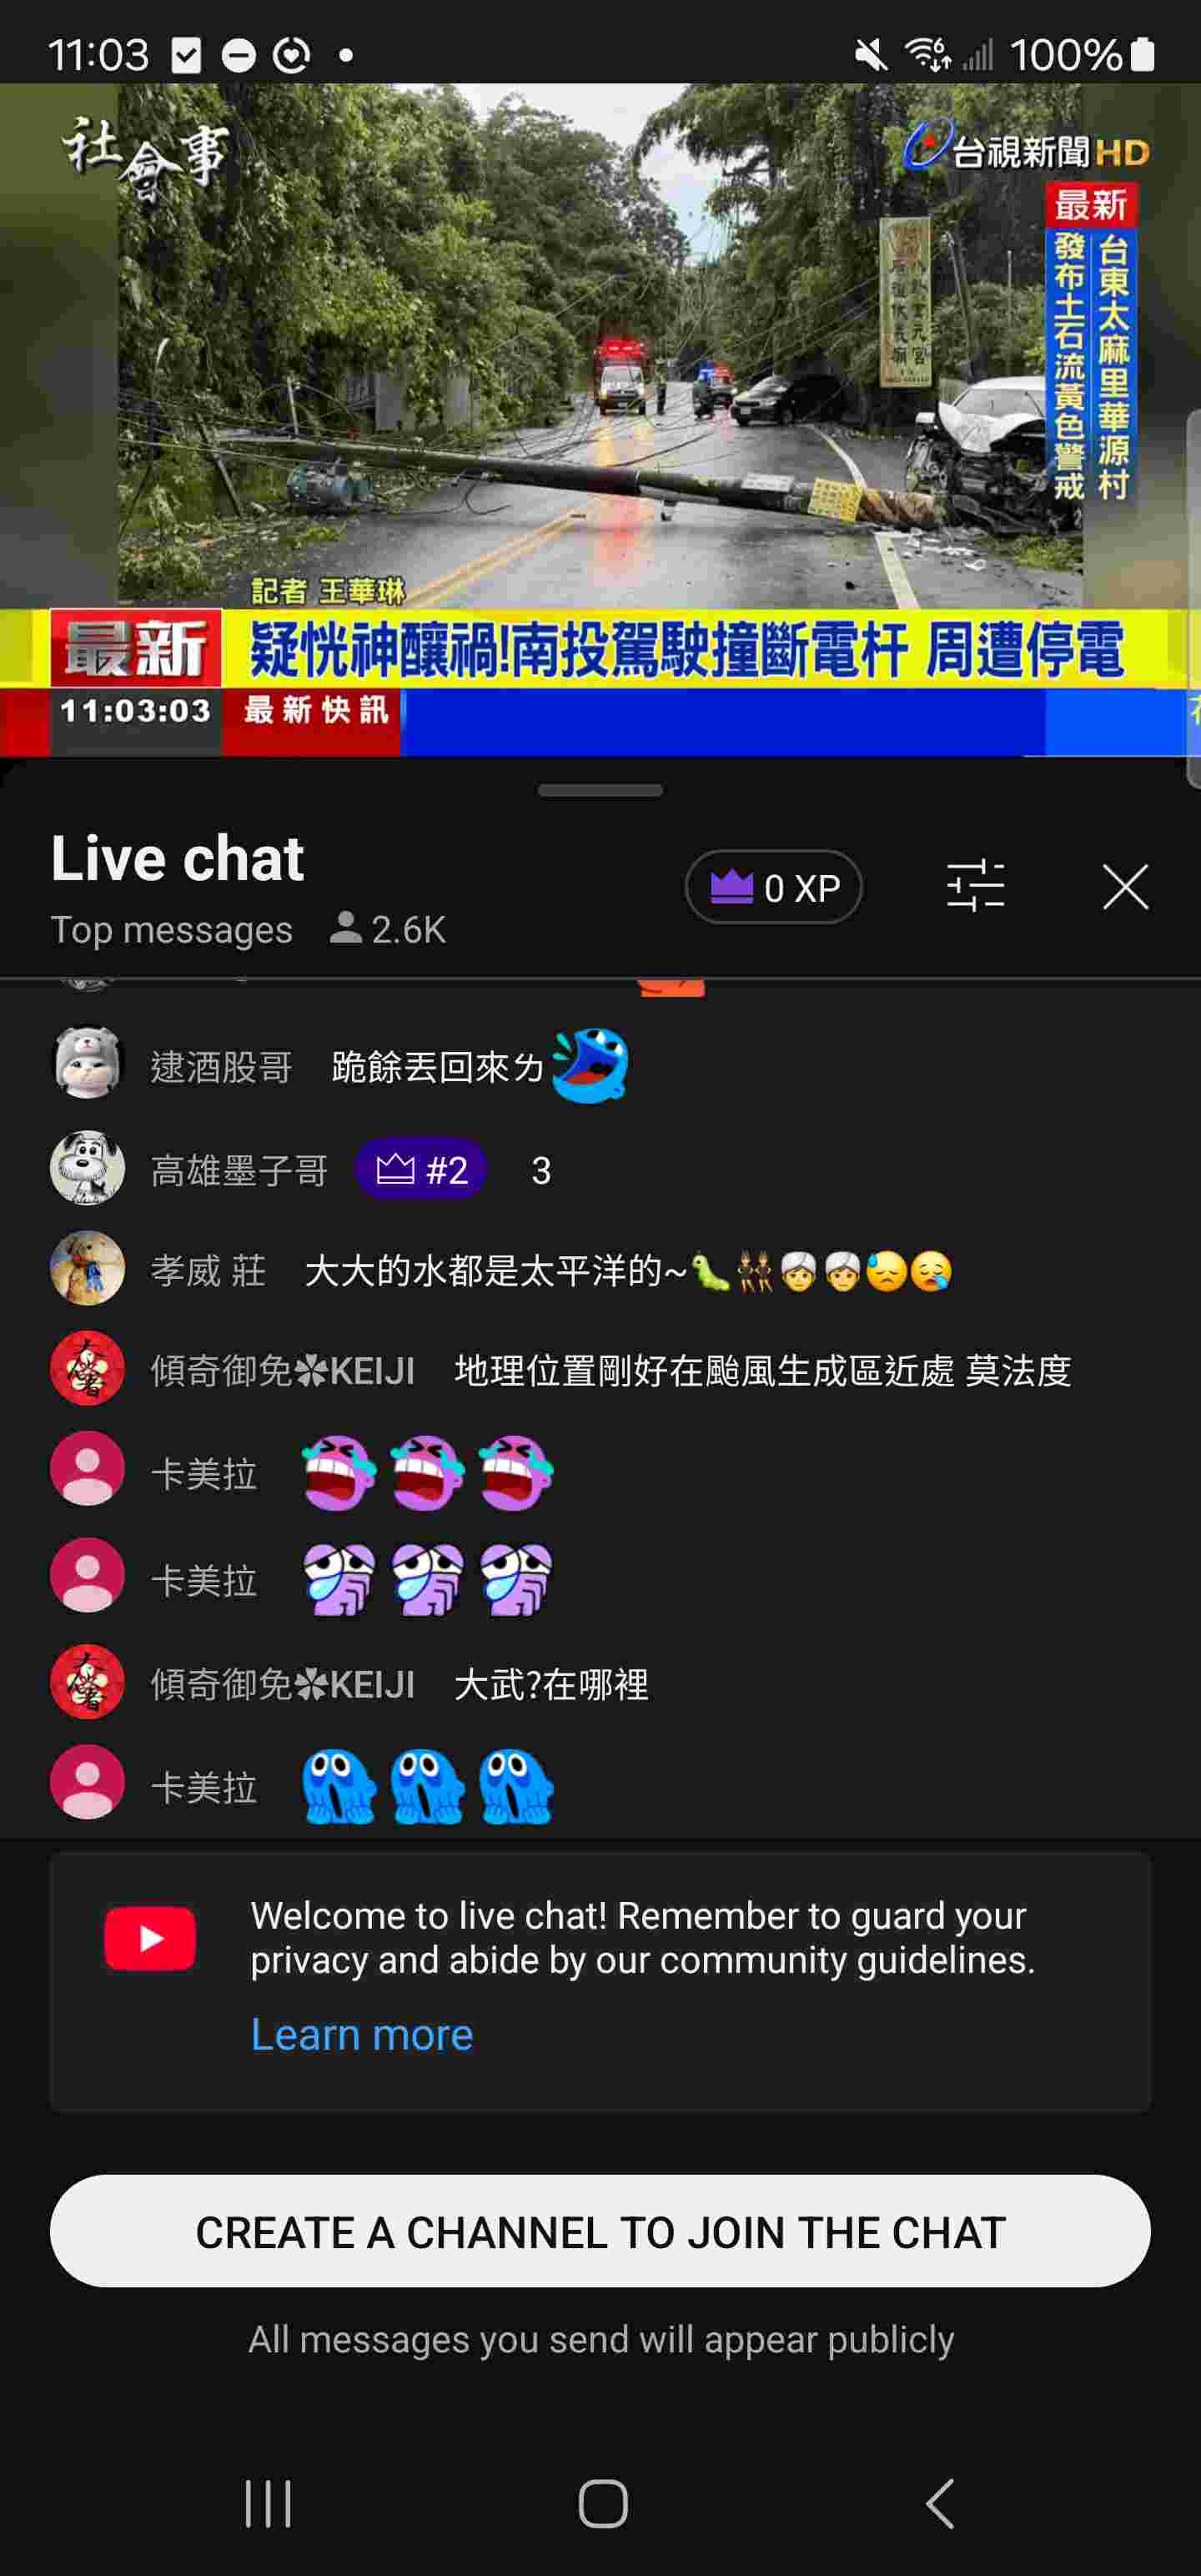 11:03
100%
社會事
台視新聞HD
最新
台東太麻里華源村
發布土石流黃色警戒
記者 王華琳
最新
疑恍神釀禍!南投駕駛撞斷電杆 周遭停電
11:03:03
最新快訊
Live chat
Top messages
2.6K
0 XP
逮酒股哥 跪餘丟回來ㄌ
高雄墨子哥 #2 3
孝威 莊 大大的水都是太平洋的~🐛👯🏾👳👳😓😪
傾奇御免✿KEIJI 地理位置剛好在颱風生成區近處 莫法度
卡美拉
卡美拉
傾奇御免✿KEIJI 大武?在哪裡
卡美拉
Welcome to live chat! Remember to guard your
privacy and abide by our community guidelines.
Learn more
CREATE A CHANNEL TO JOIN THE CHAT
All messages you send will appear publicly